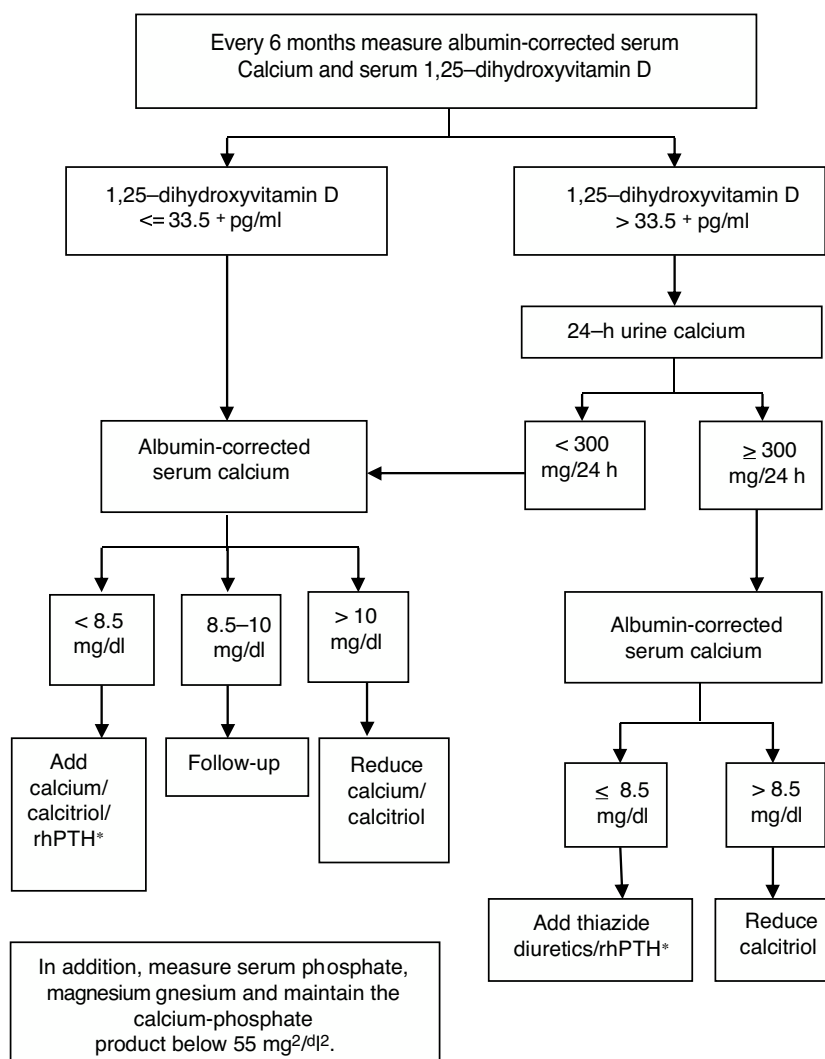 Every 6 months measure albumin-corrected serum
Calcium and serum 1,25–dihydroxyvitamin D
1,25–dihydroxyvitamin D
<= 33.5 + pg/ml
1,25–dihydroxyvitamin D
> 33.5 + pg/ml
24–h urine calcium
Albumin-corrected
serum calcium
< 300
mg/24 h
≥ 300
mg/24 h
< 8.5
mg/dl
8.5–10
mg/dl
> 10
mg/dl
Albumin-corrected
serum calcium
Add
calcium/
calcitriol/
rhPTH*
Follow-up
Reduce
calcium/
calcitriol
≤ 8.5
mg/dl
> 8.5
mg/dl
Add thiazide
diuretics/rhPTH*
Reduce
calcitriol
In addition, measure serum phosphate,
magnesium gnesium and maintain the
calcium-phosphate
product below 55 mg²/dl².